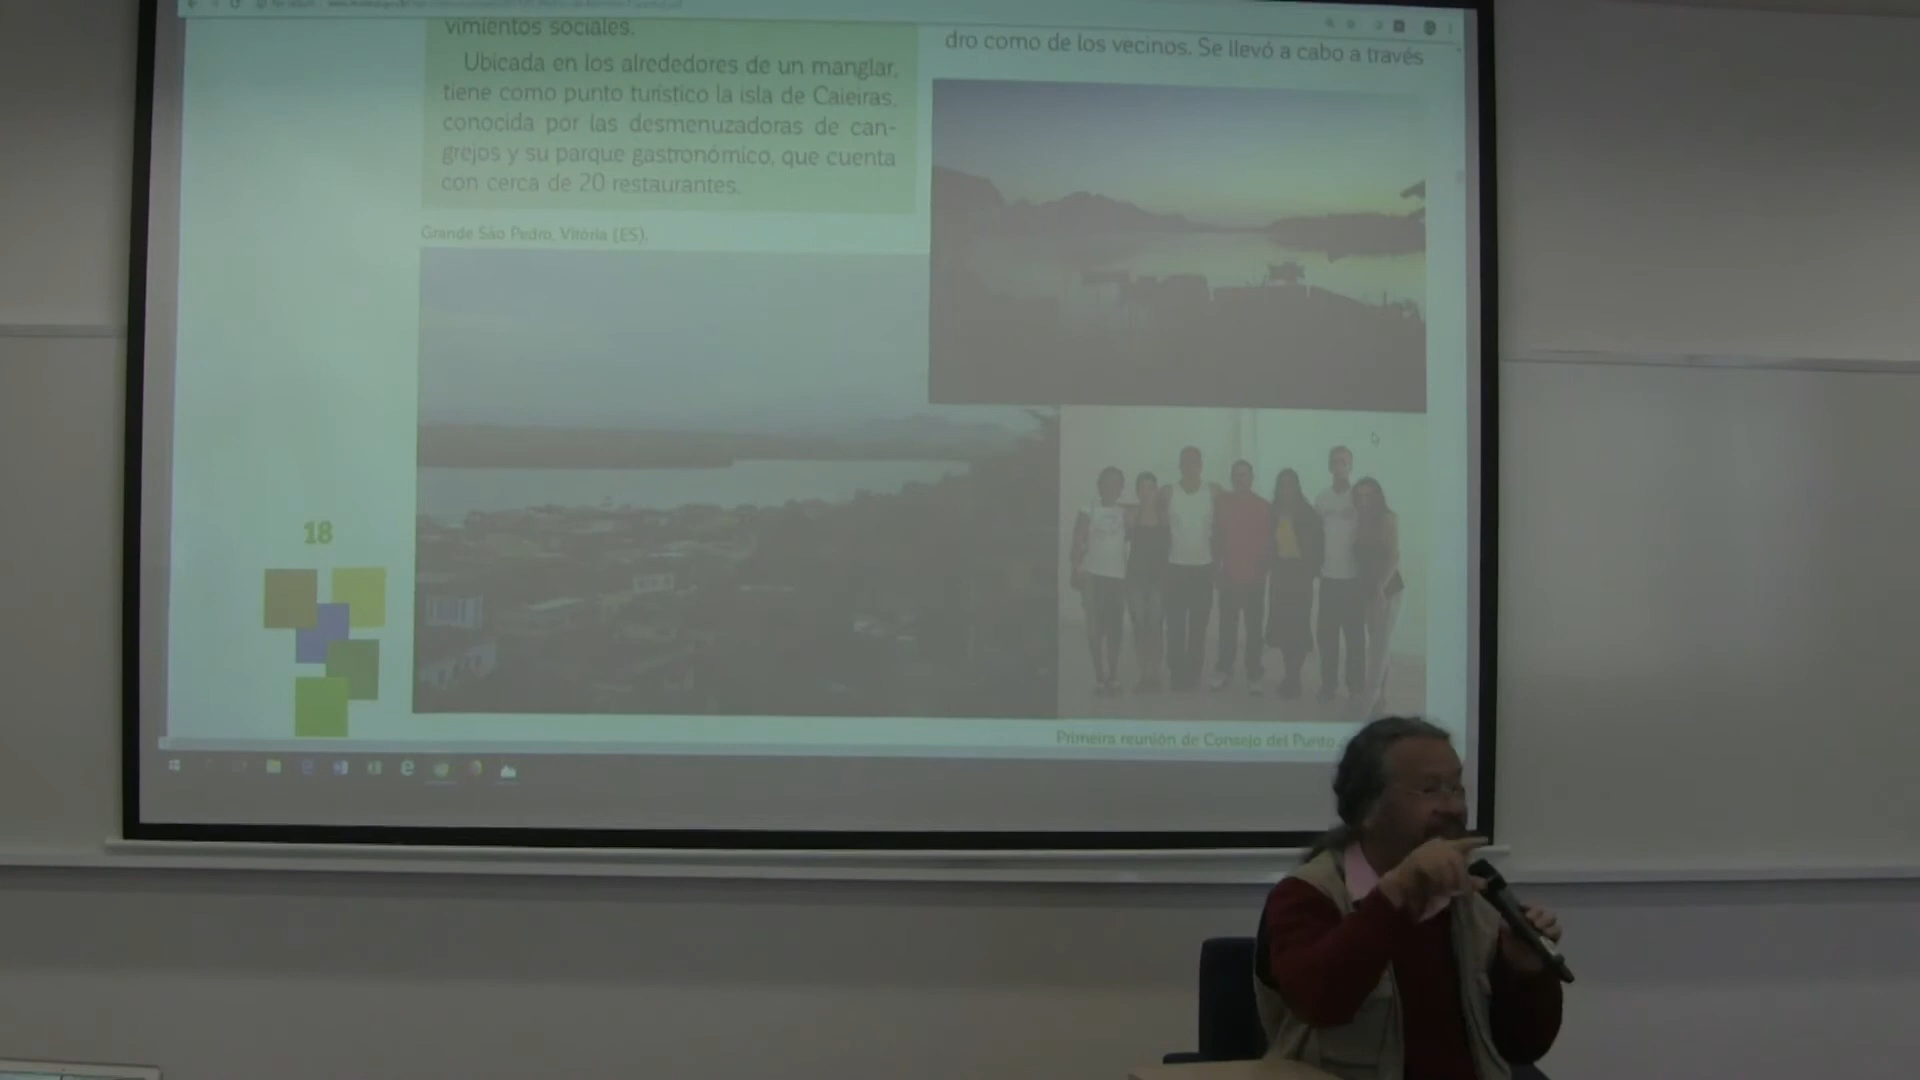 vimientos sociales.
Ubicada en los alrededores de un manglar,
tiene como punto turístico la isla de Caieiras,
conocida por las desmenuzadoras de can-
grejos y su parque gastronómico, que cuenta
con cerca de 20 restaurantes.
Grande São Pedro, Vitória (ES).
18
dro como de los vecinos. Se llevó a cabo a través
Primeira reunión de Consejo del Punto